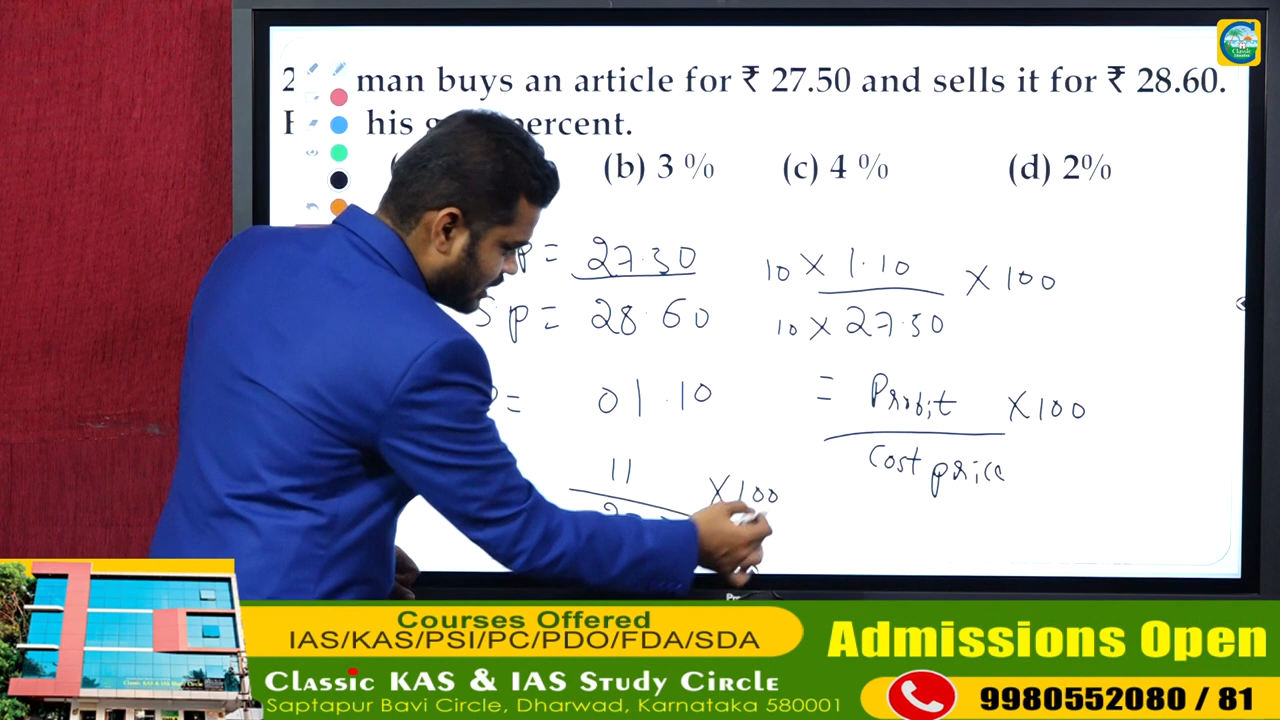 man buys an article for ₹ 27.50 and sells it for ₹ 28.60.
his percent.
(b) 3 % (c) 4 % (d) 2%
P = 27.50
SP = 28.60
= 01.10
11 × 100
10 × 1.10 × 100
10 × 27.50
= Profit × 100
Cost price
Classic Education
Courses Offered
IAS/KAS/PSI/PC/PDO/FDA/SDA
Classic KAS & IAS Study Circle
Saptapur Bavi Circle, Dharwad, Karnataka 580001
Admissions Open
9980552080 / 81